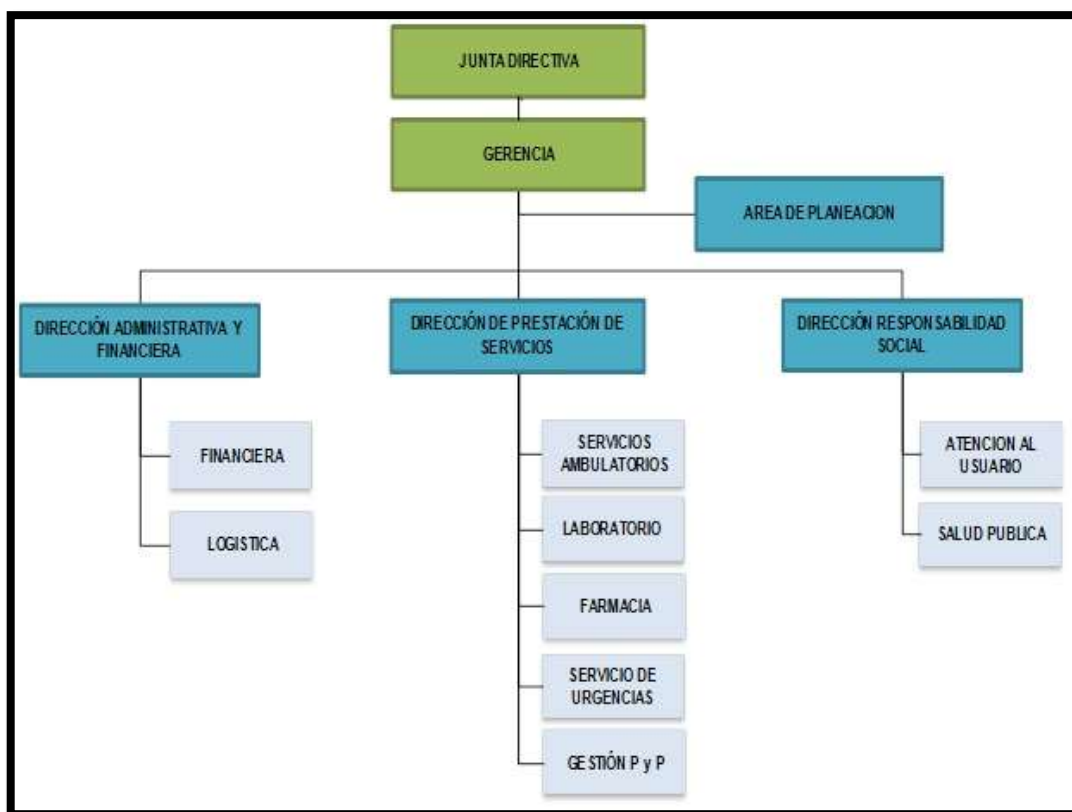 JUNTA DIRECTIVA
GERENCIA
AREA DE PLANEACION
DIRECCIÓN ADMINISTRATIVA Y
FINANCIERA
DIRECCIÓN DE PRESTACIÓN DE
SERVICIOS
DIRECCIÓN RESPONSABILIDAD
SOCIAL
FINANCIERA
LOGISTICA
SERVICIOS
AMBULATORIOS
LABORATORIO
FARMACIA
SERVICIO DE
URGENCIAS
GESTIÓN P y P
ATENCION AL
USUARIO
SALUD PUBLICA